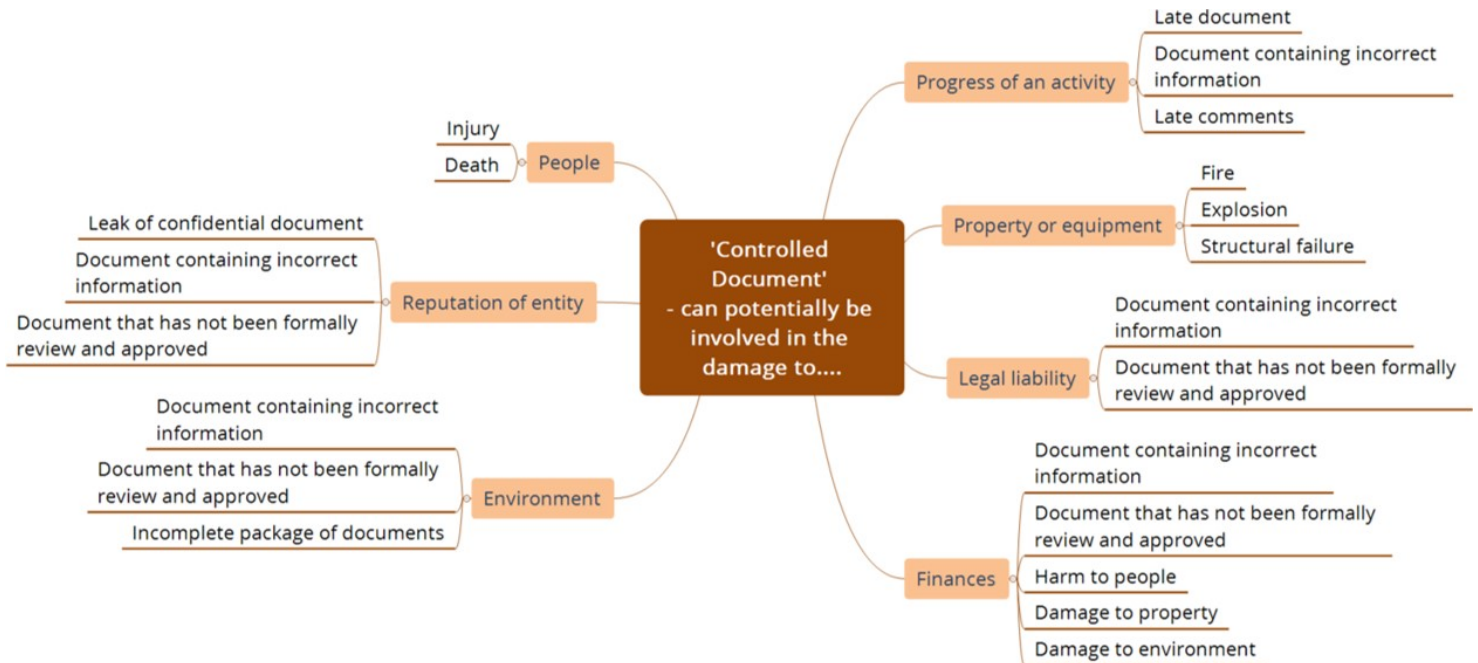 'Controlled
Document'
- can potentially be
involved in the
damage to....
People
Injury
Death
Reputation of entity
Leak of confidential document
Document containing incorrect
information
Document that has not been formally
review and approved
Environment
Document containing incorrect
information
Document that has not been formally
review and approved
Incomplete package of documents
Progress of an activity
Late document
Document containing incorrect
information
Late comments
Property or equipment
Fire
Explosion
Structural failure
Legal liability
Document containing incorrect
information
Document that has not been formally
review and approved
Finances
Document containing incorrect
information
Document that has not been formally
review and approved
Harm to people
Damage to property
Damage to environment